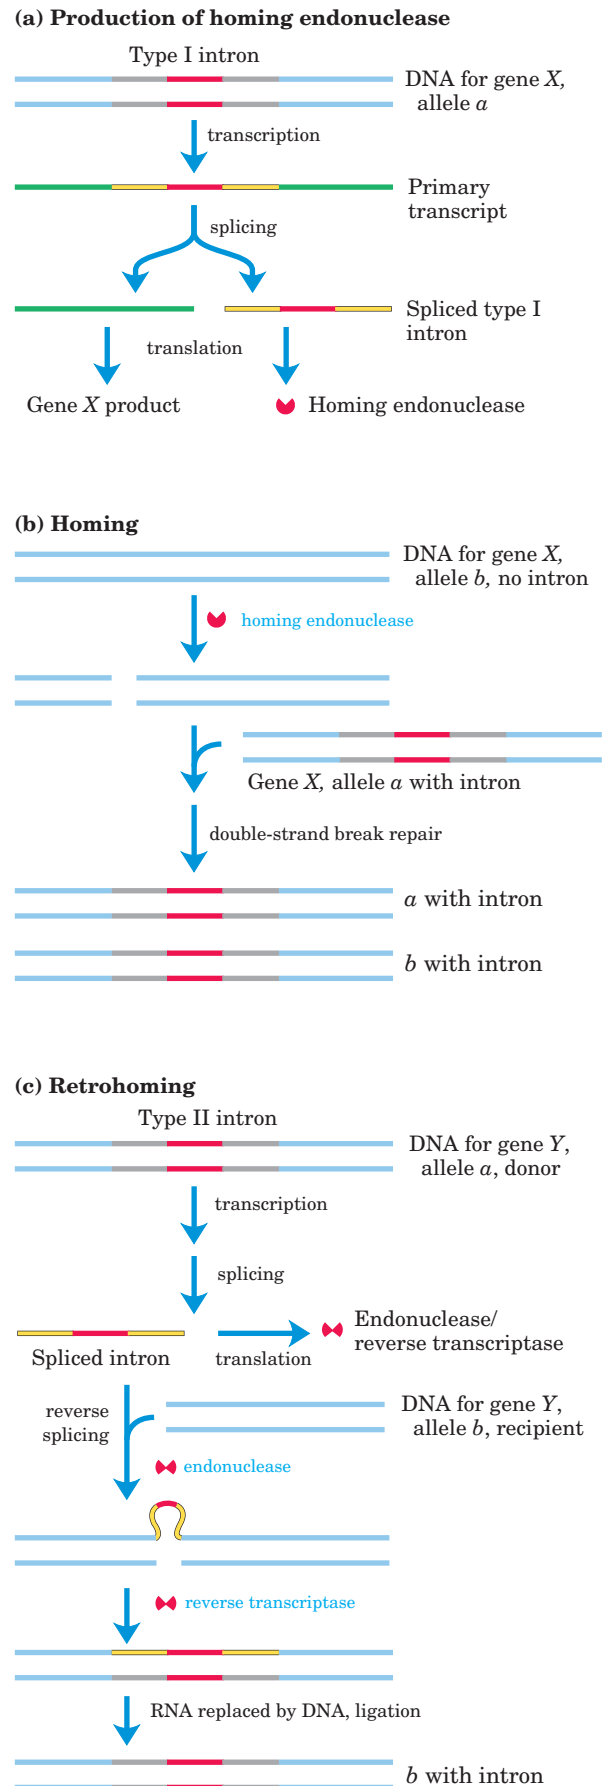 (a) Production of homing endonuclease
Type I intron
DNA for gene X,
allele a
transcription
Primary
transcript
splicing
Spliced type I
intron
translation
Gene X product
Homing endonuclease
(b) Homing
DNA for gene X,
allele b, no intron
homing endonuclease
Gene X, allele a with intron
double-strand break repair
a with intron
b with intron
(c) Retrohoming
Type II intron
DNA for gene Y,
allele a, donor
transcription
splicing
Endonuclease/
reverse transcriptase
Spliced intron
translation
DNA for gene Y,
allele b, recipient
reverse
splicing
endonuclease
reverse transcriptase
RNA replaced by DNA, ligation
b with intron